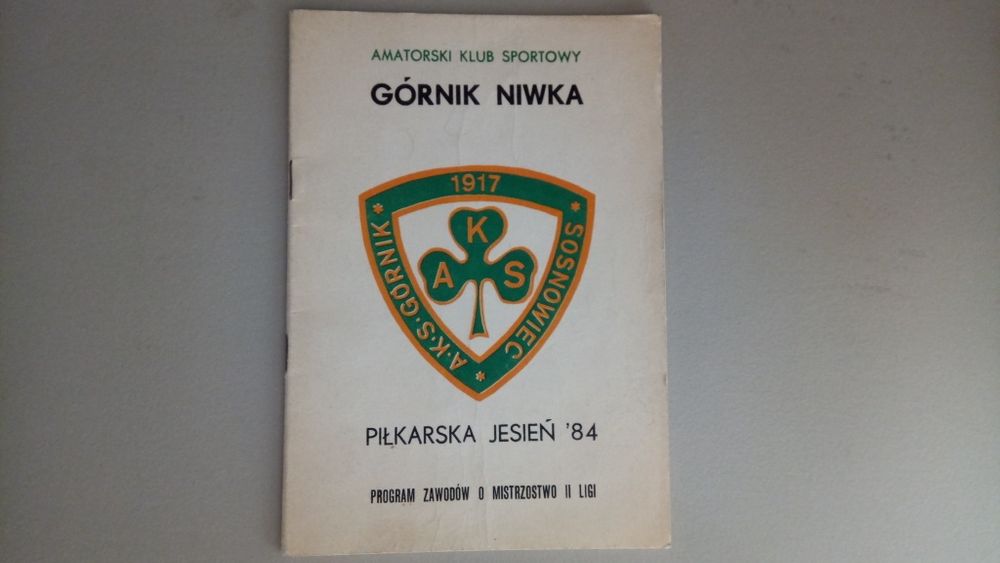 AMATORSKI KLUB SPORTOWY
GÓRNIK NIWKA
1917
A·K·S·GÓRNIK * * SOSNOWIEC *
K
A S
PIŁKARSKA JESIEŃ '84
PROGRAM ZAWODÓW O MISTRZOSTWO II LIGI